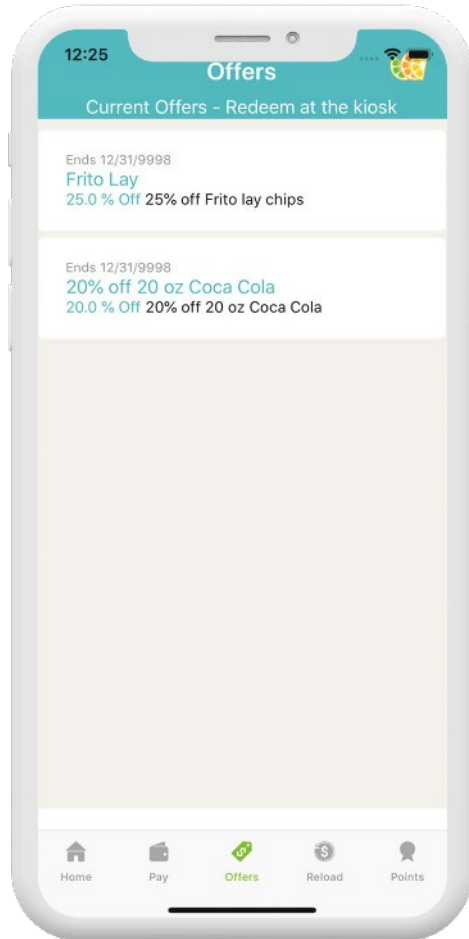 12:25
Offers
Current Offers - Redeem at the kiosk
Ends 12/31/9998
Frito Lay
25.0 % Off 25% off Frito lay chips
Ends 12/31/9998
20% off 20 oz Coca Cola
20.0 % Off 20% off 20 oz Coca Cola
Home Pay Offers Reload Points